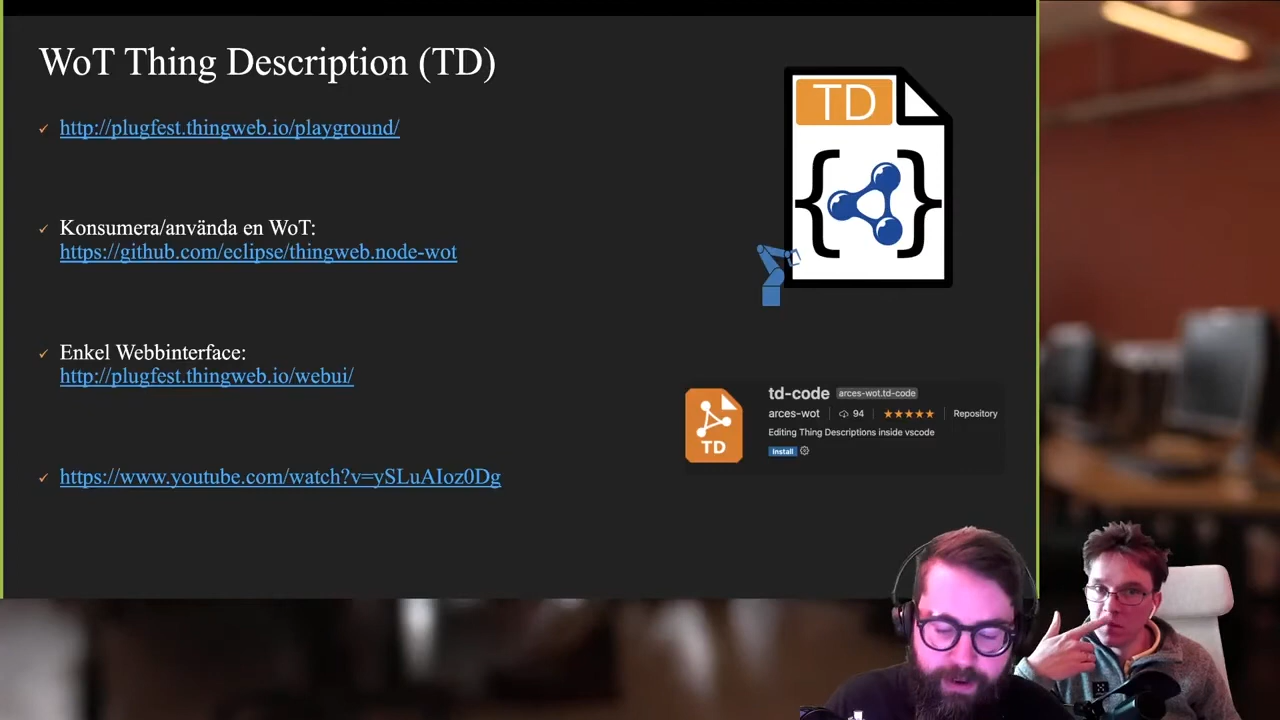 WoT Thing Description (TD)
http://plugfest.thingweb.io/playground/
Konsumera/använda en WoT:
https://github.com/eclipse/thingweb.node-wot
Enkel Webbinterface:
http://plugfest.thingweb.io/webui/
https://www.youtube.com/watch?v=ySLuAIoz0Dg
TD
td-code arces-wot.td-code
arces-wot 94 Repository
Editing Thing Descriptions inside vscode
Install
TD